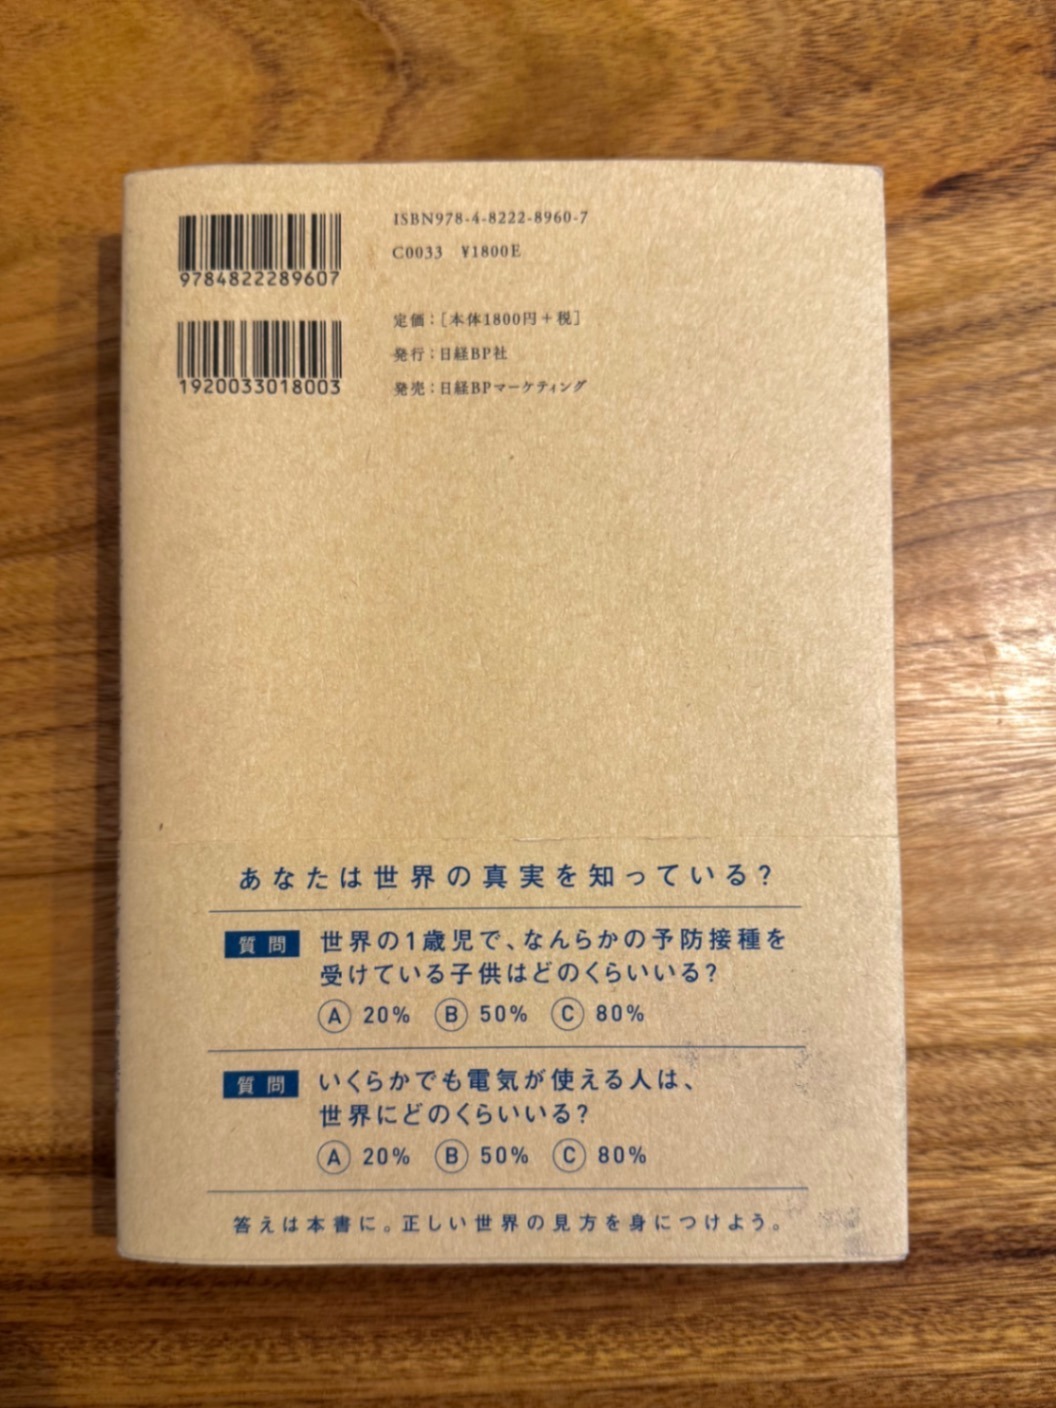 9784822289607
ISBN978-4-8222-8960-7
C0033 ¥1800E
1920033018003
定価：［本体1800円＋税］
発行：日経BP社
発売：日経BPマーケティング
あなたは世界の真実を知っている？
質問 世界の1歳児で、なんらかの予防接種を
受けている子供はどのくらいいる？
Ⓐ 20% Ⓑ 50% Ⓒ 80%
質問 いくらかでも電気が使える人は、
世界にどのくらいいる？
Ⓐ 20% Ⓑ 50% Ⓒ 80%
答えは本書に。正しい世界の見方を身につけよう。